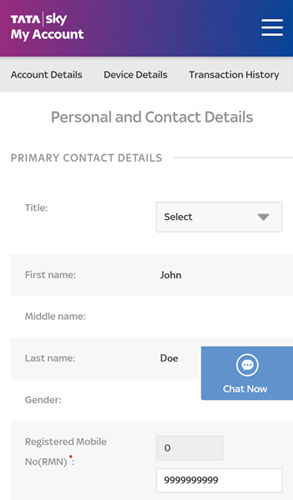 TATA sky
My Account
Account Details Device Details Transaction History
Personal and Contact Details
PRIMARY CONTACT DETAILS
Title: Select
First name: John
Middle name:
Last name: Doe
Chat Now
Gender:
Registered Mobile 0
No(RMN) *: 9999999999